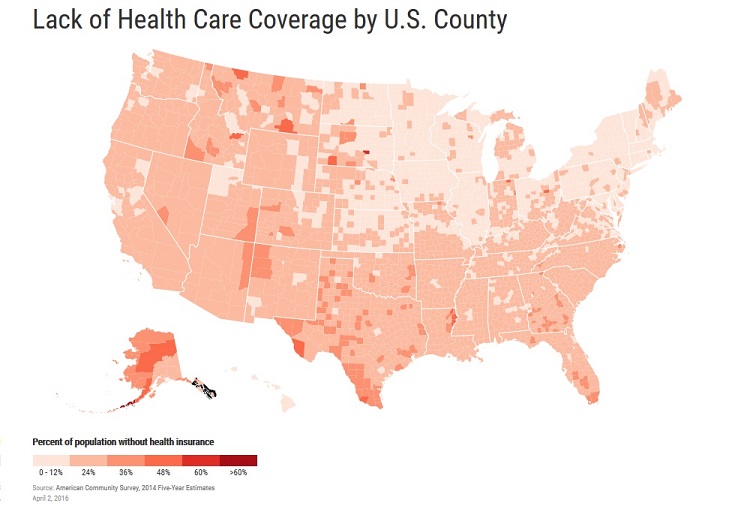 Lack of Health Care Coverage by U.S. County
Percent of population without health insurance
0 - 12% 24% 36% 48% 60% >60%
Source: American Community Survey, 2014 Five-Year Estimates
April 2, 2016